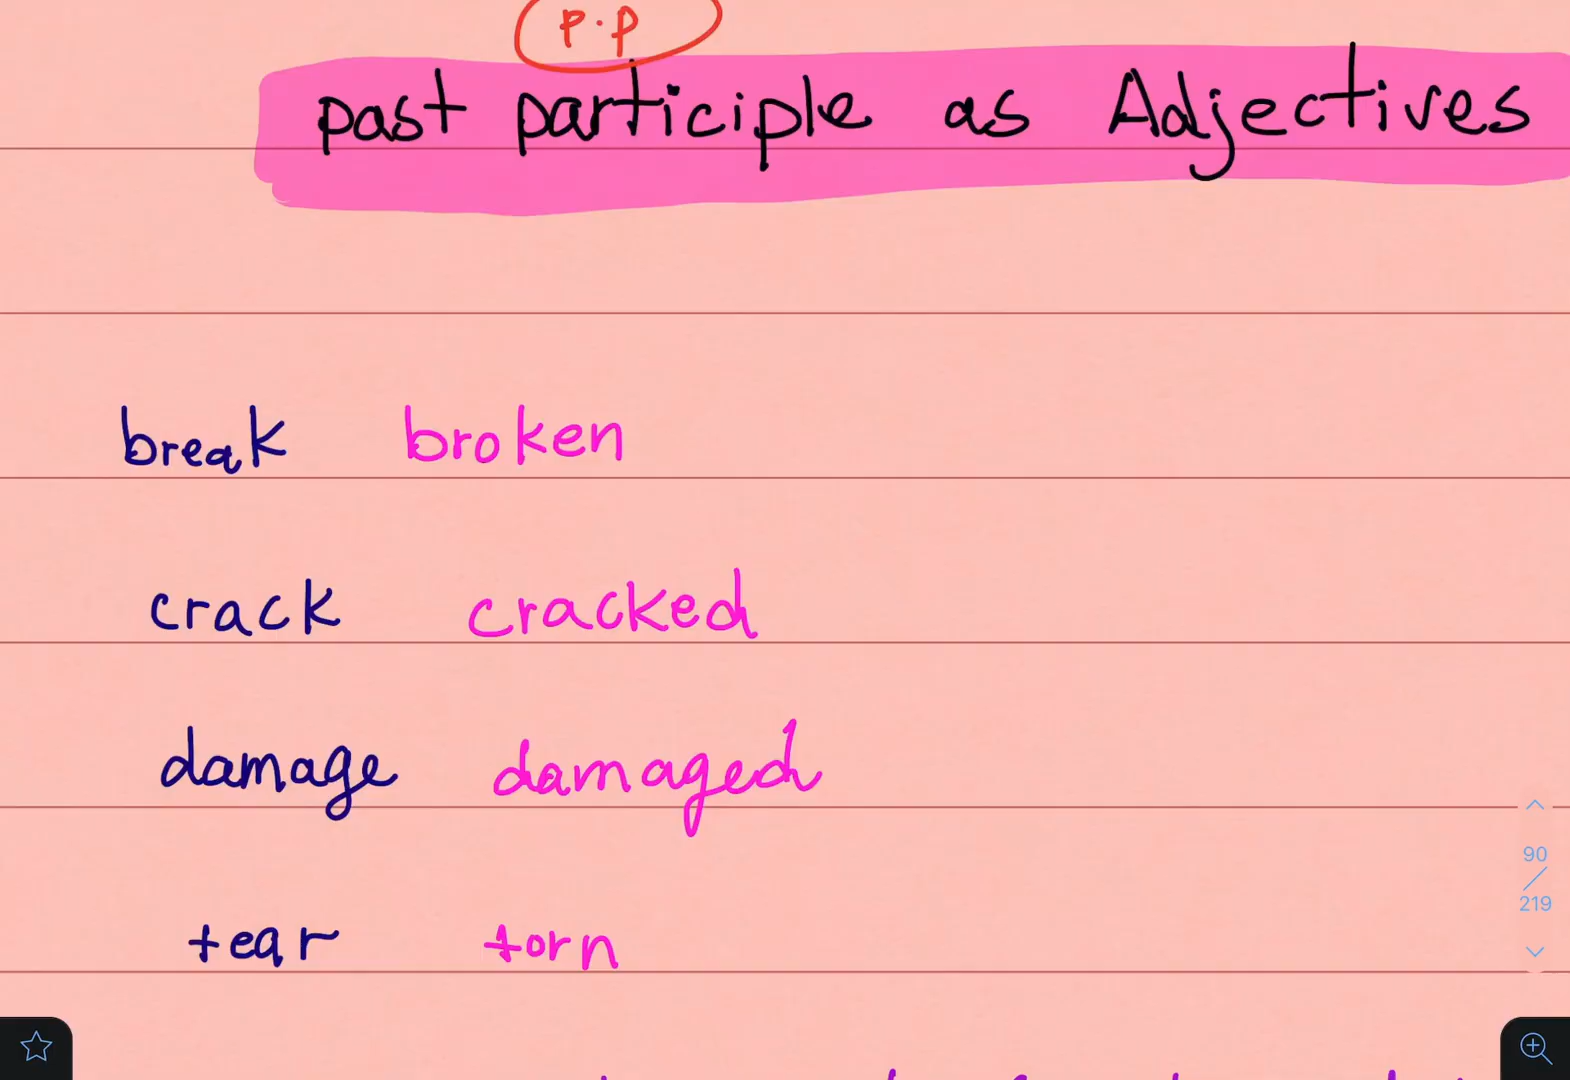 p.p
past participle as Adjectives
break broken
crack cracked
damage damaged
tear torn
90
219